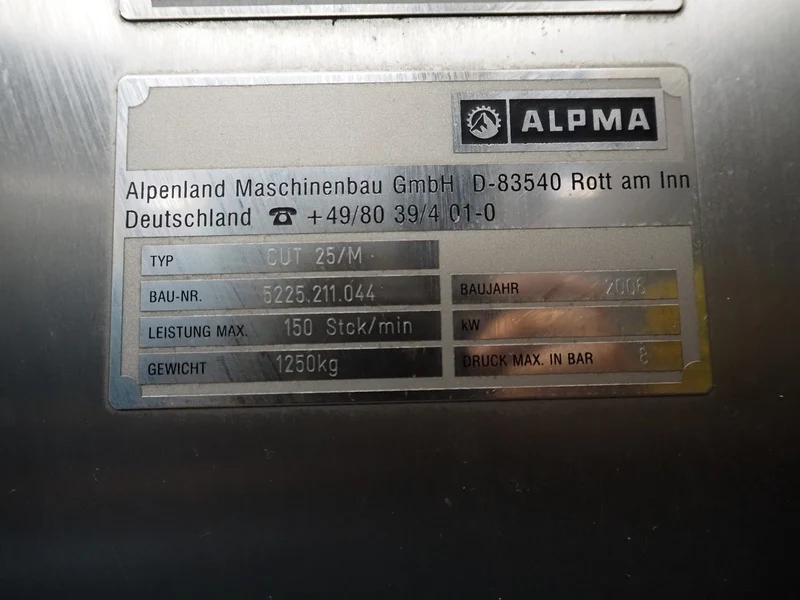 ALPMA
Alpenland Maschinenbau GmbH D-83540 Rott am Inn
Deutschland ☎ +49/80 39/4 01-0
TYP CUT 25/M
BAU-NR. 5225.211.044
BAUJAHR 2006
LEISTUNG MAX. 150 Stck/min
kW
GEWICHT 1250kg
DRUCK MAX. IN BAR